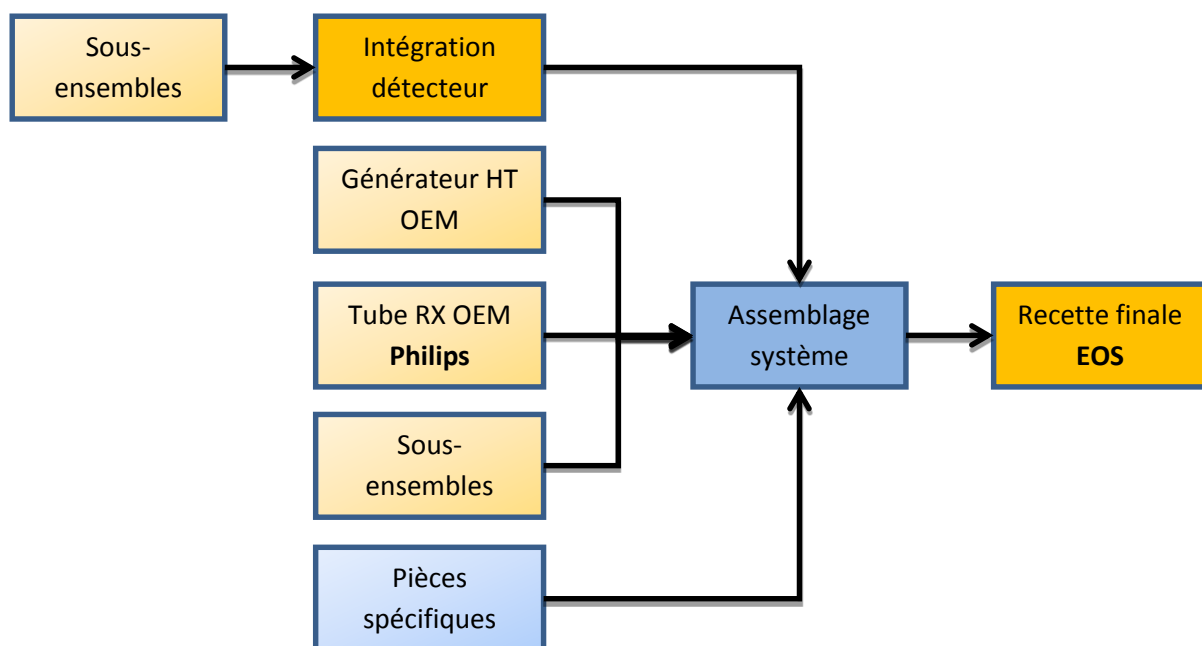 Sous-
ensembles
Intégration
détecteur
Générateur HT
OEM
Tube RX OEM
Philips
Sous-
ensembles
Pièces
spécifiques
Assemblage
système
Recette finale
EOS